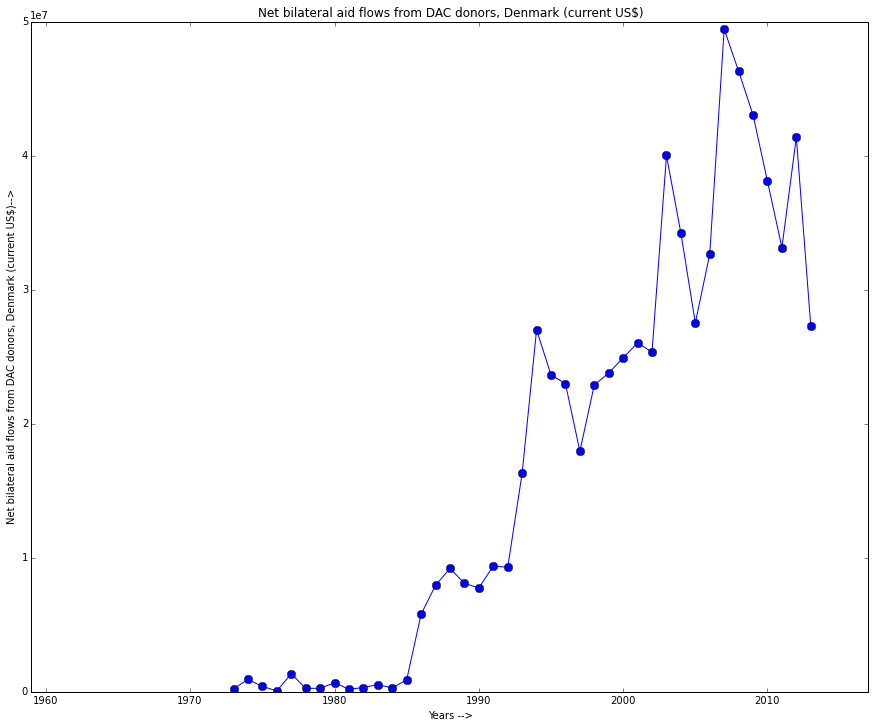 Net bilateral aid flows from DAC donors, Denmark (current US$)
1e7
5
4
3
2
1
0
Net bilateral aid flows from DAC donors, Denmark (current US$)-->
1960 1970 1980 1990 2000 2010
Years -->